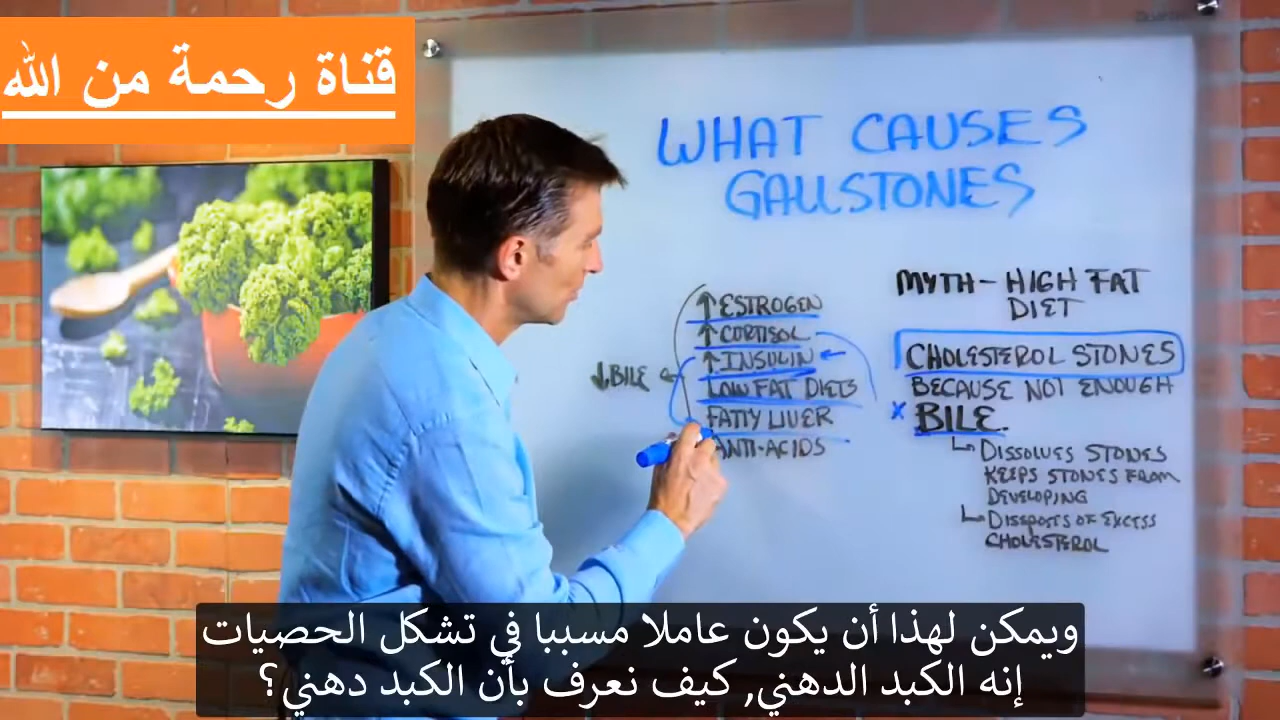 قناة رحمة من الله
WHAT CAUSES
GALLSTONES
MYTH - HIGH FAT
DIET
CHOLESTEROL STONES
BECAUSE NOT ENOUGH
x BILE.
↳ DISSOLVES STONES
KEEPS STONES FROM
DEVELOPING
↳ DISSPOSES OF EXCESS
CHOLESTEROL
↑ ESTROGEN
↑ CORTISOL
↑ INSULIN ←
LOW FAT DIETS
FATTY LIVER
ANTI-ACIDS
↓ BILE ←
ويمكن لهذا أن يكون عاملا مسببا في تشكل الحصيات
إنه الكبد الدهني, كيف نعرف بأن الكبد دهني؟